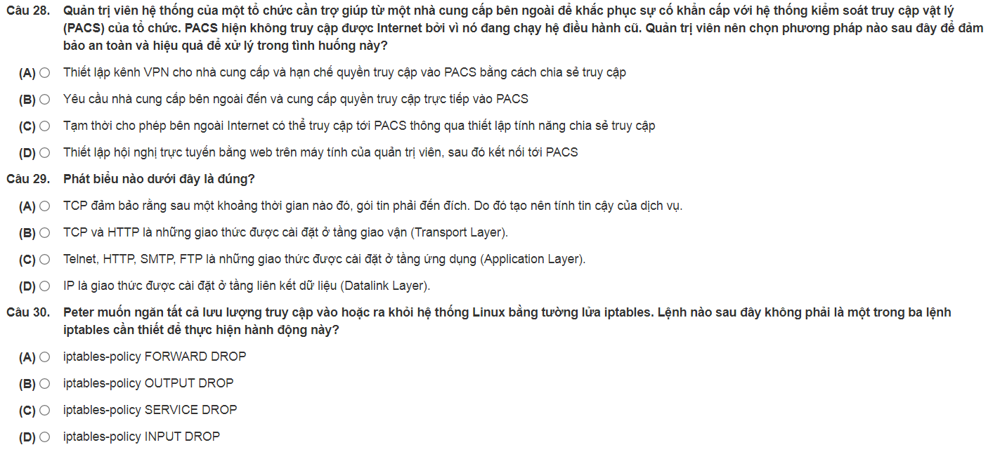 Câu 28. Quản trị viên hệ thống của một tổ chức cần trợ giúp từ một nhà cung cấp bên ngoài để khắc phục sự cố khẩn cấp với hệ thống kiểm soát truy cập vật lý
(PACS) của tổ chức. PACS hiện không truy cập được Internet bởi vì nó đang chạy hệ điều hành cũ. Quản trị viên nên chọn phương pháp nào sau đây để đảm
bảo an toàn và hiệu quả để xử lý trong tình huống này?
(A) Thiết lập kênh VPN cho nhà cung cấp và hạn chế quyền truy cập vào PACS bằng cách chia sẻ truy cập
(B) Yêu cầu nhà cung cấp bên ngoài đến và cung cấp quyền truy cập trực tiếp vào PACS
(C) Tạm thời cho phép bên ngoài Internet có thể truy cập tới PACS thông qua thiết lập tính năng chia sẻ truy cập
(D) Thiết lập hội nghị trực tuyến bằng web trên máy tính của quản trị viên, sau đó kết nối tới PACS
Câu 29. Phát biểu nào dưới đây là đúng?
(A) TCP đảm bảo rằng sau một khoảng thời gian nào đó, gói tin phải đến đích. Do đó tạo nên tính tin cậy của dịch vụ.
(B) TCP và HTTP là những giao thức được cài đặt ở tầng giao vận (Transport Layer).
(C) Telnet, HTTP, SMTP, FTP là những giao thức được cài đặt ở tầng ứng dụng (Application Layer).
(D) IP là giao thức được cài đặt ở tầng liên kết dữ liệu (Datalink Layer).
Câu 30. Peter muốn ngăn tất cả lưu lượng truy cập vào hoặc ra khỏi hệ thống Linux bằng tường lửa iptables. Lệnh nào sau đây không phải là một trong ba lệnh
iptables cần thiết để thực hiện hành động này?
(A) iptables-policy FORWARD DROP
(B) iptables-policy OUTPUT DROP
(C) iptables-policy SERVICE DROP
(D) iptables-policy INPUT DROP